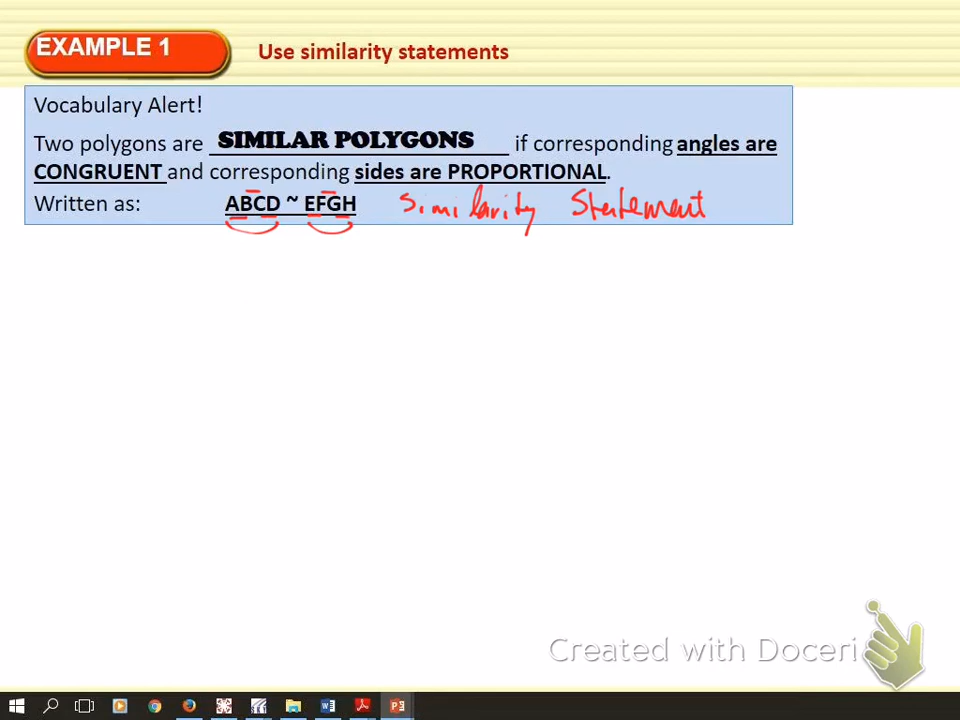 EXAMPLE 1
Use similarity statements
Vocabulary Alert!
Two polygons are SIMILAR POLYGONS if corresponding angles are
CONGRUENT and corresponding sides are PROPORTIONAL.
Written as: ABCD ~ EFGH Similarity Statement
Created with Doceri